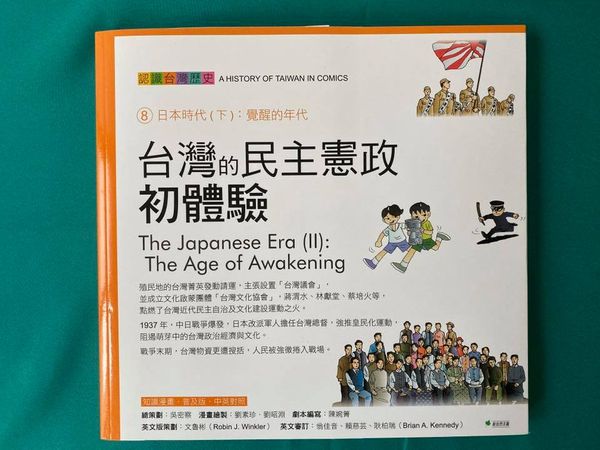 認識台灣歷史 A HISTORY OF TAIWAN IN COMICS
⑧ 日本時代(下):覺醒的年代
台灣的民主憲政
初體驗
The Japanese Era (II):
The Age of Awakening
殖民地的台灣菁英發動請運,主張設置「台灣議會」,
並成立文化啟蒙團體「台灣文化協會」,蔣渭水、林獻堂、蔡培火等,
點燃了台灣近代民主自治及文化建設運動之火。
1937 年,中日戰爭爆發,日本改派軍人擔任台灣總督,強推皇民化運動,
阻遏萌芽中的台灣政治經濟與文化。
戰爭末期,台灣物資更遭搜括,人民被強徵捲入戰場。
知識漫畫・普及版・中英對照
總策劃:吳密察 漫畫繪製:劉素珍、劉昭淵 劇本編寫:陳婉菁
英文版策劃:文魯彬(Robin J. Winkler) 英文審訂:翁佳音、賴慈芸、耿柏瑞(Brian A. Kennedy)